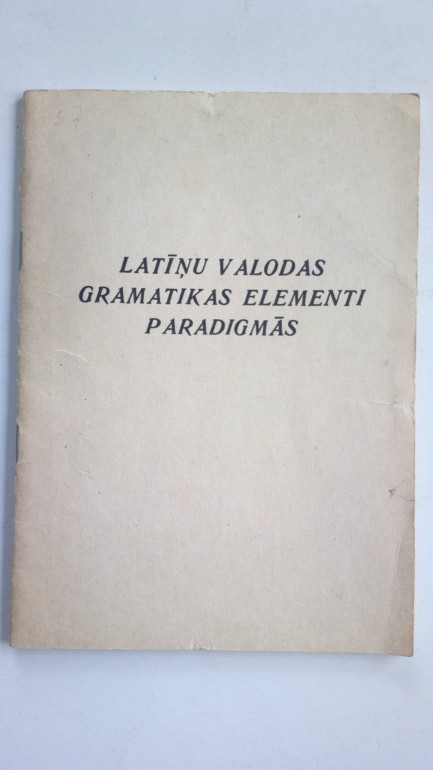 LATĪŅU VALODAS
GRAMATIKAS ELEMENTI
PARADIGMĀS